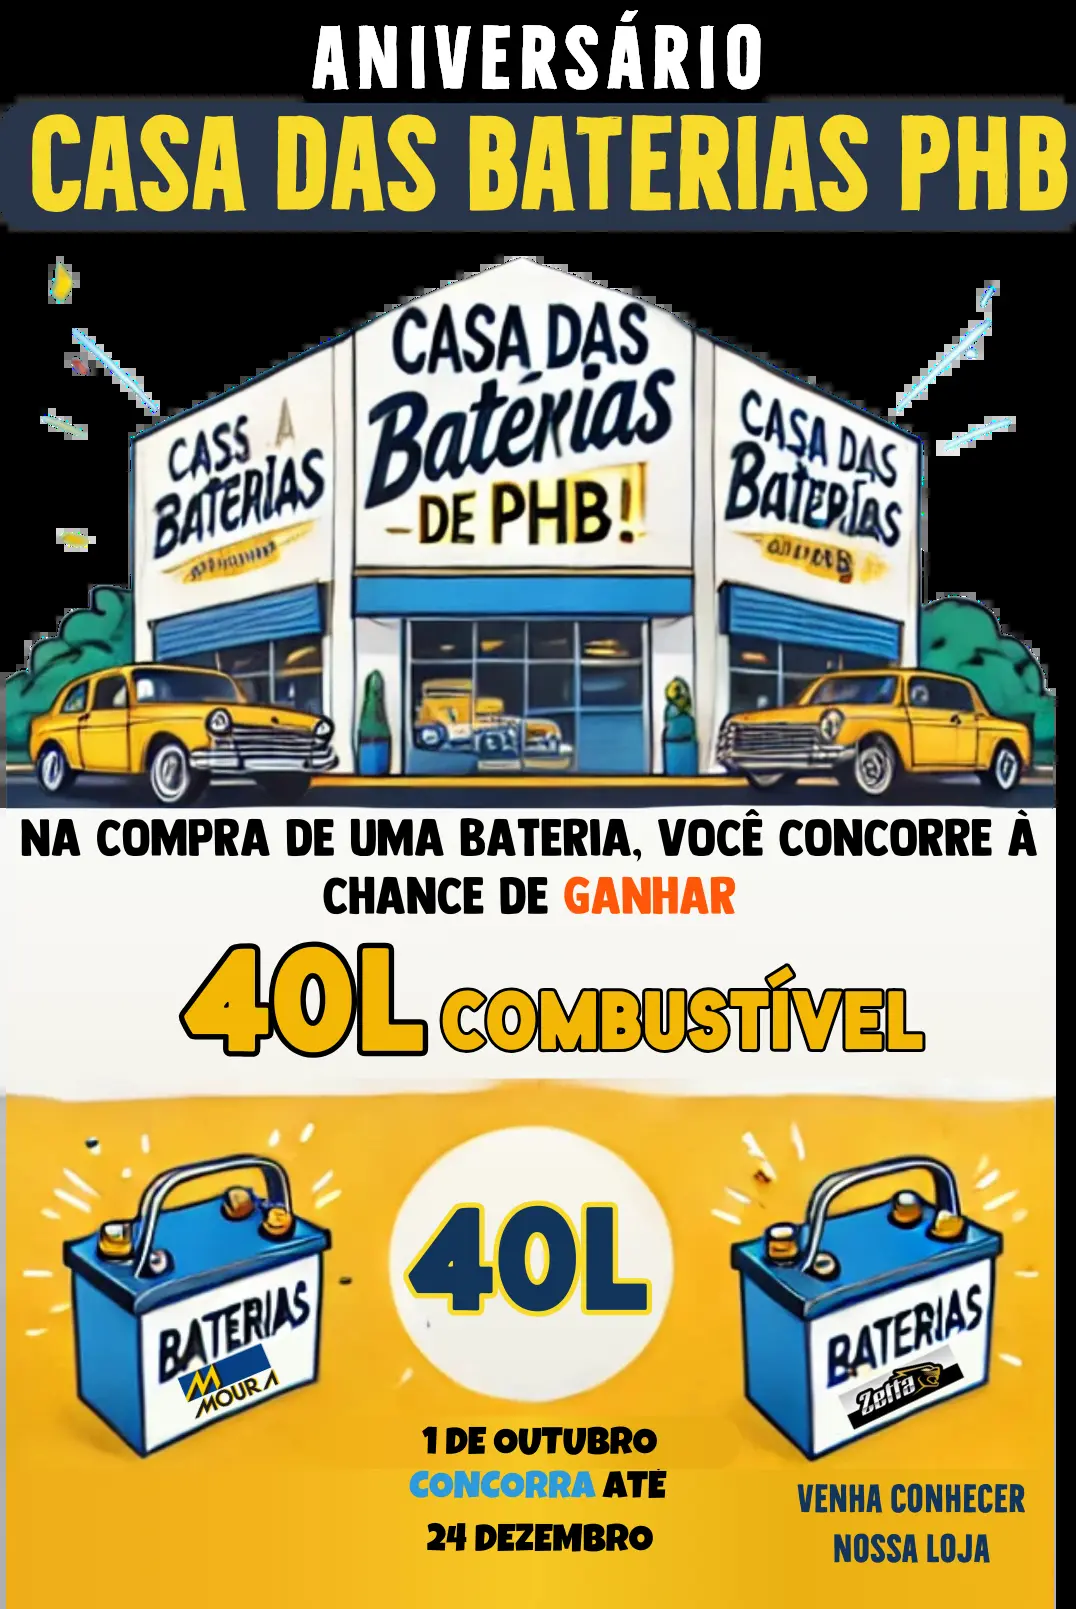 ANIVERSÁRIO
CASA DAS BATERIAS PHB
CASA DAS
Batérias
DE PHB!
CASS A
BATERIAS
CASA DAS
BATERIAS
NA COMPRA DE UMA BATERIA, VOCÊ CONCORRE À
CHANCE DE GANHAR
40L COMBUSTÍVEL
BATERIAS
MOURA
40L
BATERIAS
Zetta
1 DE OUTUBRO
CONCORRA ATÉ
24 DEZEMBRO
VENHA CONHECER
NOSSA LOJA